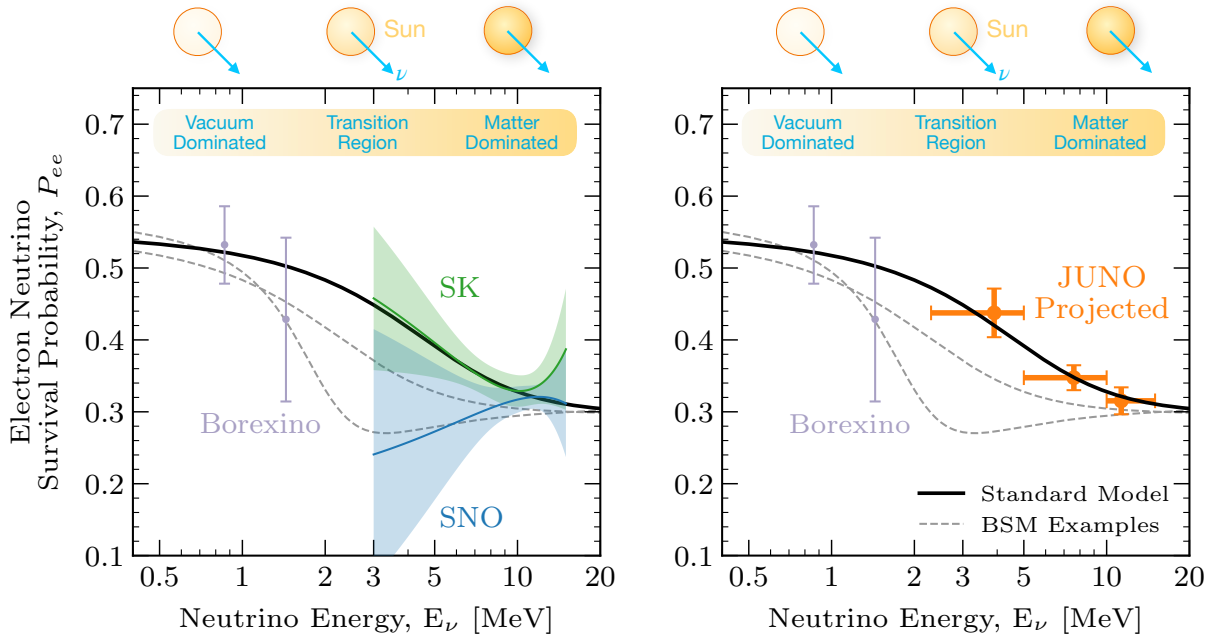 Sun
ν
Vacuum
Dominated
Transition
Region
Matter
Dominated
Electron Neutrino
Survival Probability, P_ee
0.7
0.6
0.5
0.4
0.3
0.2
0.1
SK
Borexino
SNO
0.5 1 2 3 5 10 20
Neutrino Energy, E_ν [MeV]
Sun
ν
Vacuum
Dominated
Transition
Region
Matter
Dominated
0.7
0.6
0.5
0.4
0.3
0.2
0.1
JUNO
Projected
Borexino
Standard Model
BSM Examples
0.5 1 2 3 5 10 20
Neutrino Energy, E_ν [MeV]